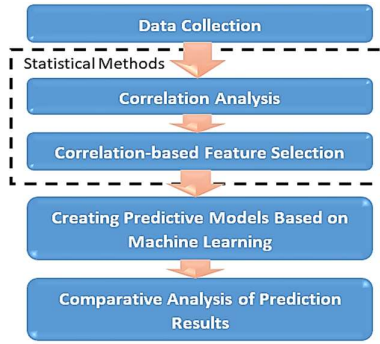 Data Collection
Statistical Methods
Correlation Analysis
Correlation-based Feature Selection
Creating Predictive Models Based on
Machine Learning
Comparative Analysis of Prediction
Results